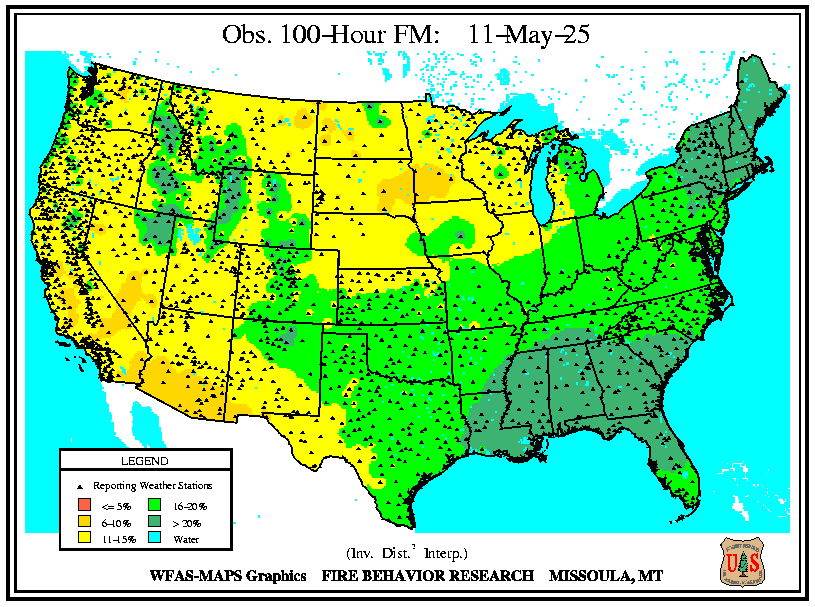 Obs. 100-Hour FM: 11-May-25
LEGEND
Reporting Weather Stations
<= 5% 16-20%
6-10% > 20%
11-15% Water
(Inv. Dist.² Interp.)
WFAS-MAPS Graphics FIRE BEHAVIOR RESEARCH MISSOULA, MT
U S